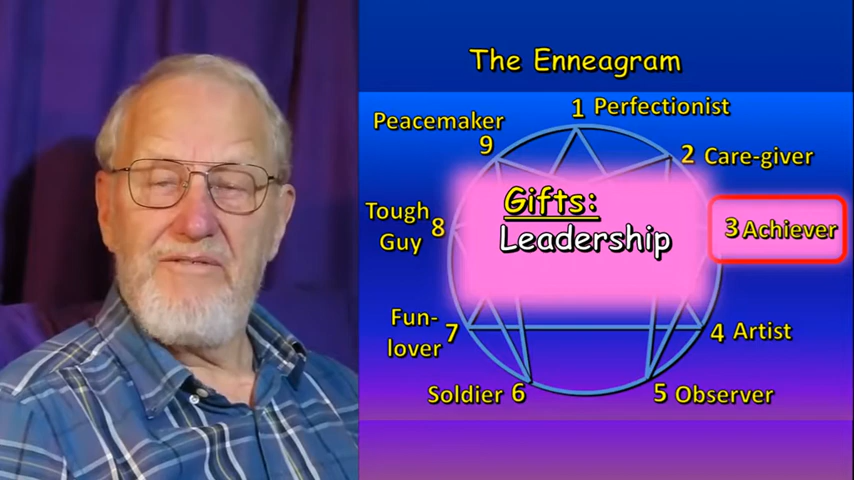 The Enneagram
1 Perfectionist
Peacemaker
9
2 Care-giver
Gifts:
Leadership
Tough
Guy 8
3 Achiever
Fun-
lover 7
4 Artist
Soldier 6
5 Observer